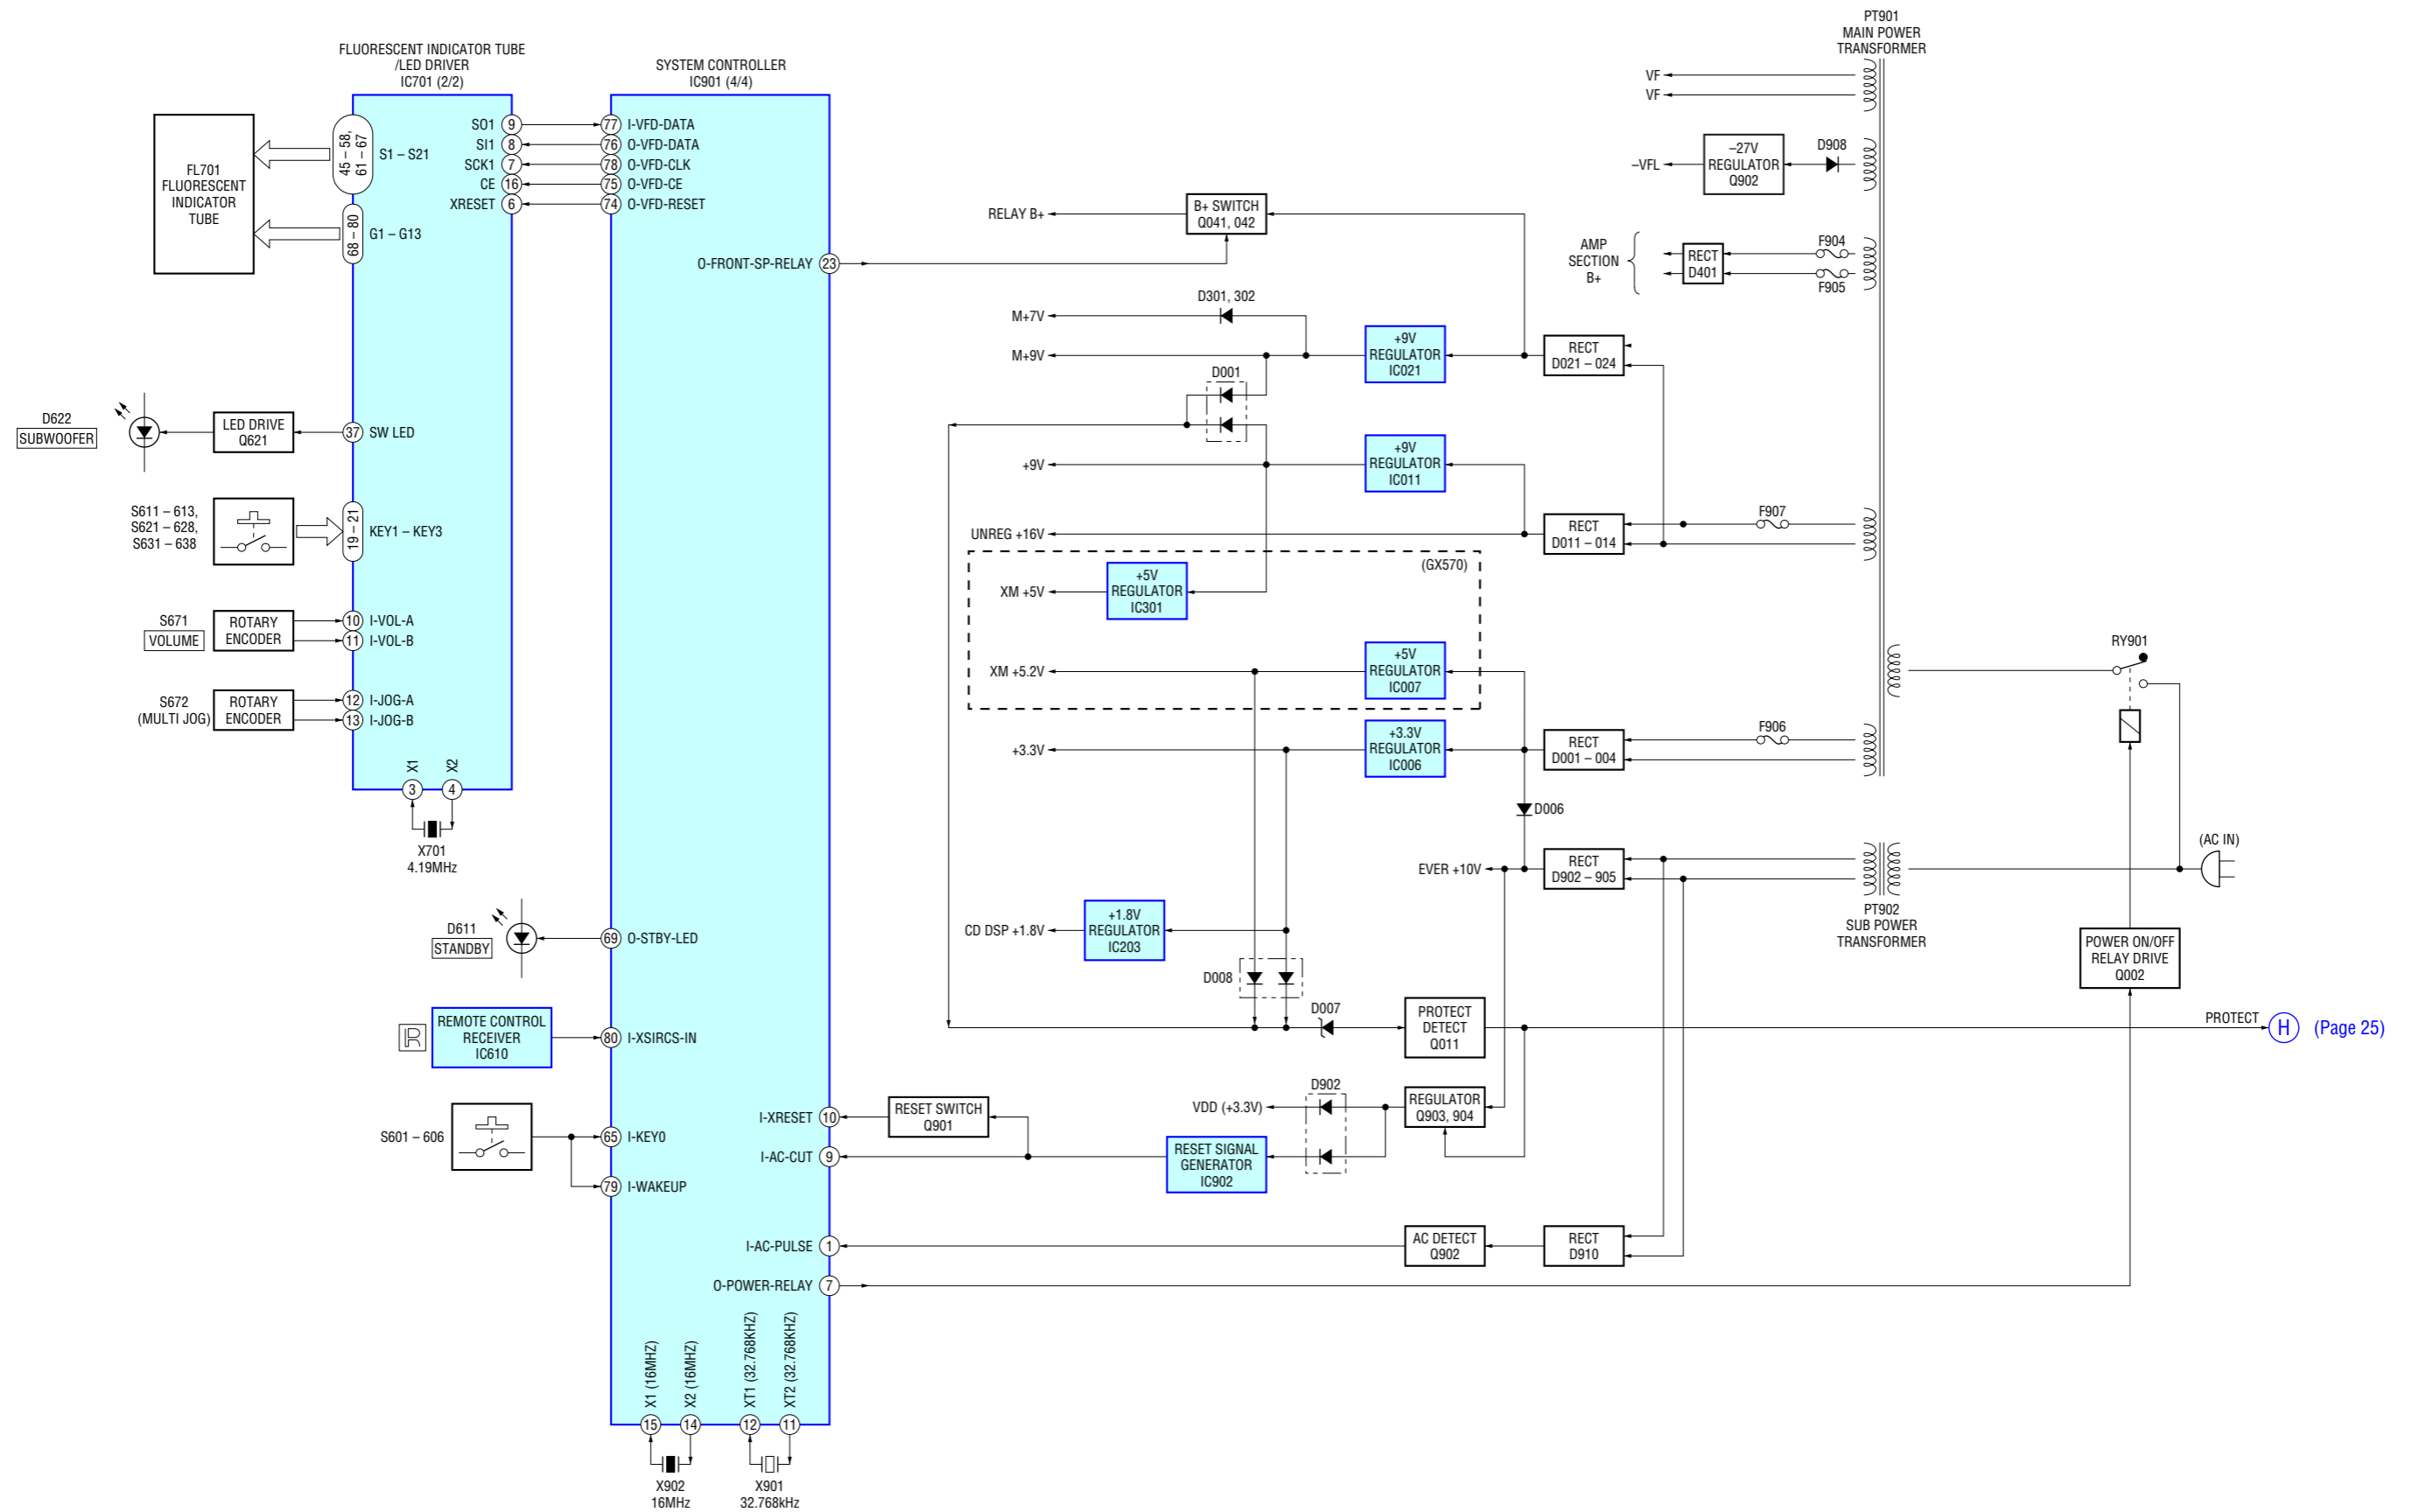 FLUORESCENT INDICATOR TUBE
/LED DRIVER
IC701 (2/2)
SYSTEM CONTROLLER
IC901 (4/4)
PT901
MAIN POWER
TRANSFORMER
FL701
FLUORESCENT
INDICATOR
TUBE
45 – 58,
61 – 67
S1 – S21
68 – 80
G1 – G13
SO1 9
SI1 8
SCK1 7
CE 16
XRESET 6
77 I-VFD-DATA
76 O-VFD-DATA
78 O-VFD-CLK
75 O-VFD-CE
74 O-VFD-RESET
O-FRONT-SP-RELAY 23
D622
SUBWOOFER
LED DRIVE
Q621
37 SW LED
S611 – 613,
S621 – 628,
S631 – 638
19 – 21
KEY1 – KEY3
S671
VOLUME
ROTARY
ENCODER
10 I-VOL-A
11 I-VOL-B
S672
(MULTI JOG)
ROTARY
ENCODER
12 I-JOG-A
13 I-JOG-B
X1
X2
3
4
X701
4.19MHz
D611
STANDBY
69 O-STBY-LED
R
REMOTE CONTROL
RECEIVER
IC610
80 I-XSIRCS-IN
S601 – 606
65 I-KEY0
79 I-WAKEUP
I-XRESET 10
I-AC-CUT 9
I-AC-PULSE 1
O-POWER-RELAY 7
X1 (16MHZ)
X2 (16MHZ)
XT1 (32.768KHZ)
XT2 (32.768KHZ)
15
14
12
11
X902
16MHz
X901
32.768kHz
VF
VF
–VFL
–27V
REGULATOR
Q902
D908
AMP
SECTION
B+
RECT
D401
F904
F905
RELAY B+
B+ SWITCH
Q041, 042
D301, 302
M+7V
M+9V
+9V
REGULATOR
IC021
RECT
D021 – 024
D001
+9V
+9V
REGULATOR
IC011
UNREG +16V
RECT
D011 – 014
F907
(GX570)
XM +5V
+5V
REGULATOR
IC301
XM +5.2V
+5V
REGULATOR
IC007
RY901
+3.3V
+3.3V
REGULATOR
IC006
RECT
D001 – 004
F906
D006
EVER +10V
RECT
D902 – 905
(AC IN)
PT902
SUB POWER
TRANSFORMER
CD DSP +1.8V
+1.8V
REGULATOR
IC203
POWER ON/OFF
RELAY DRIVE
Q002
D008
D007
PROTECT
DETECT
Q011
PROTECT
H
(Page 25)
RESET SWITCH
Q901
VDD (+3.3V)
D902
REGULATOR
Q903, 904
RESET SIGNAL
GENERATOR
IC902
AC DETECT
Q902
RECT
D910